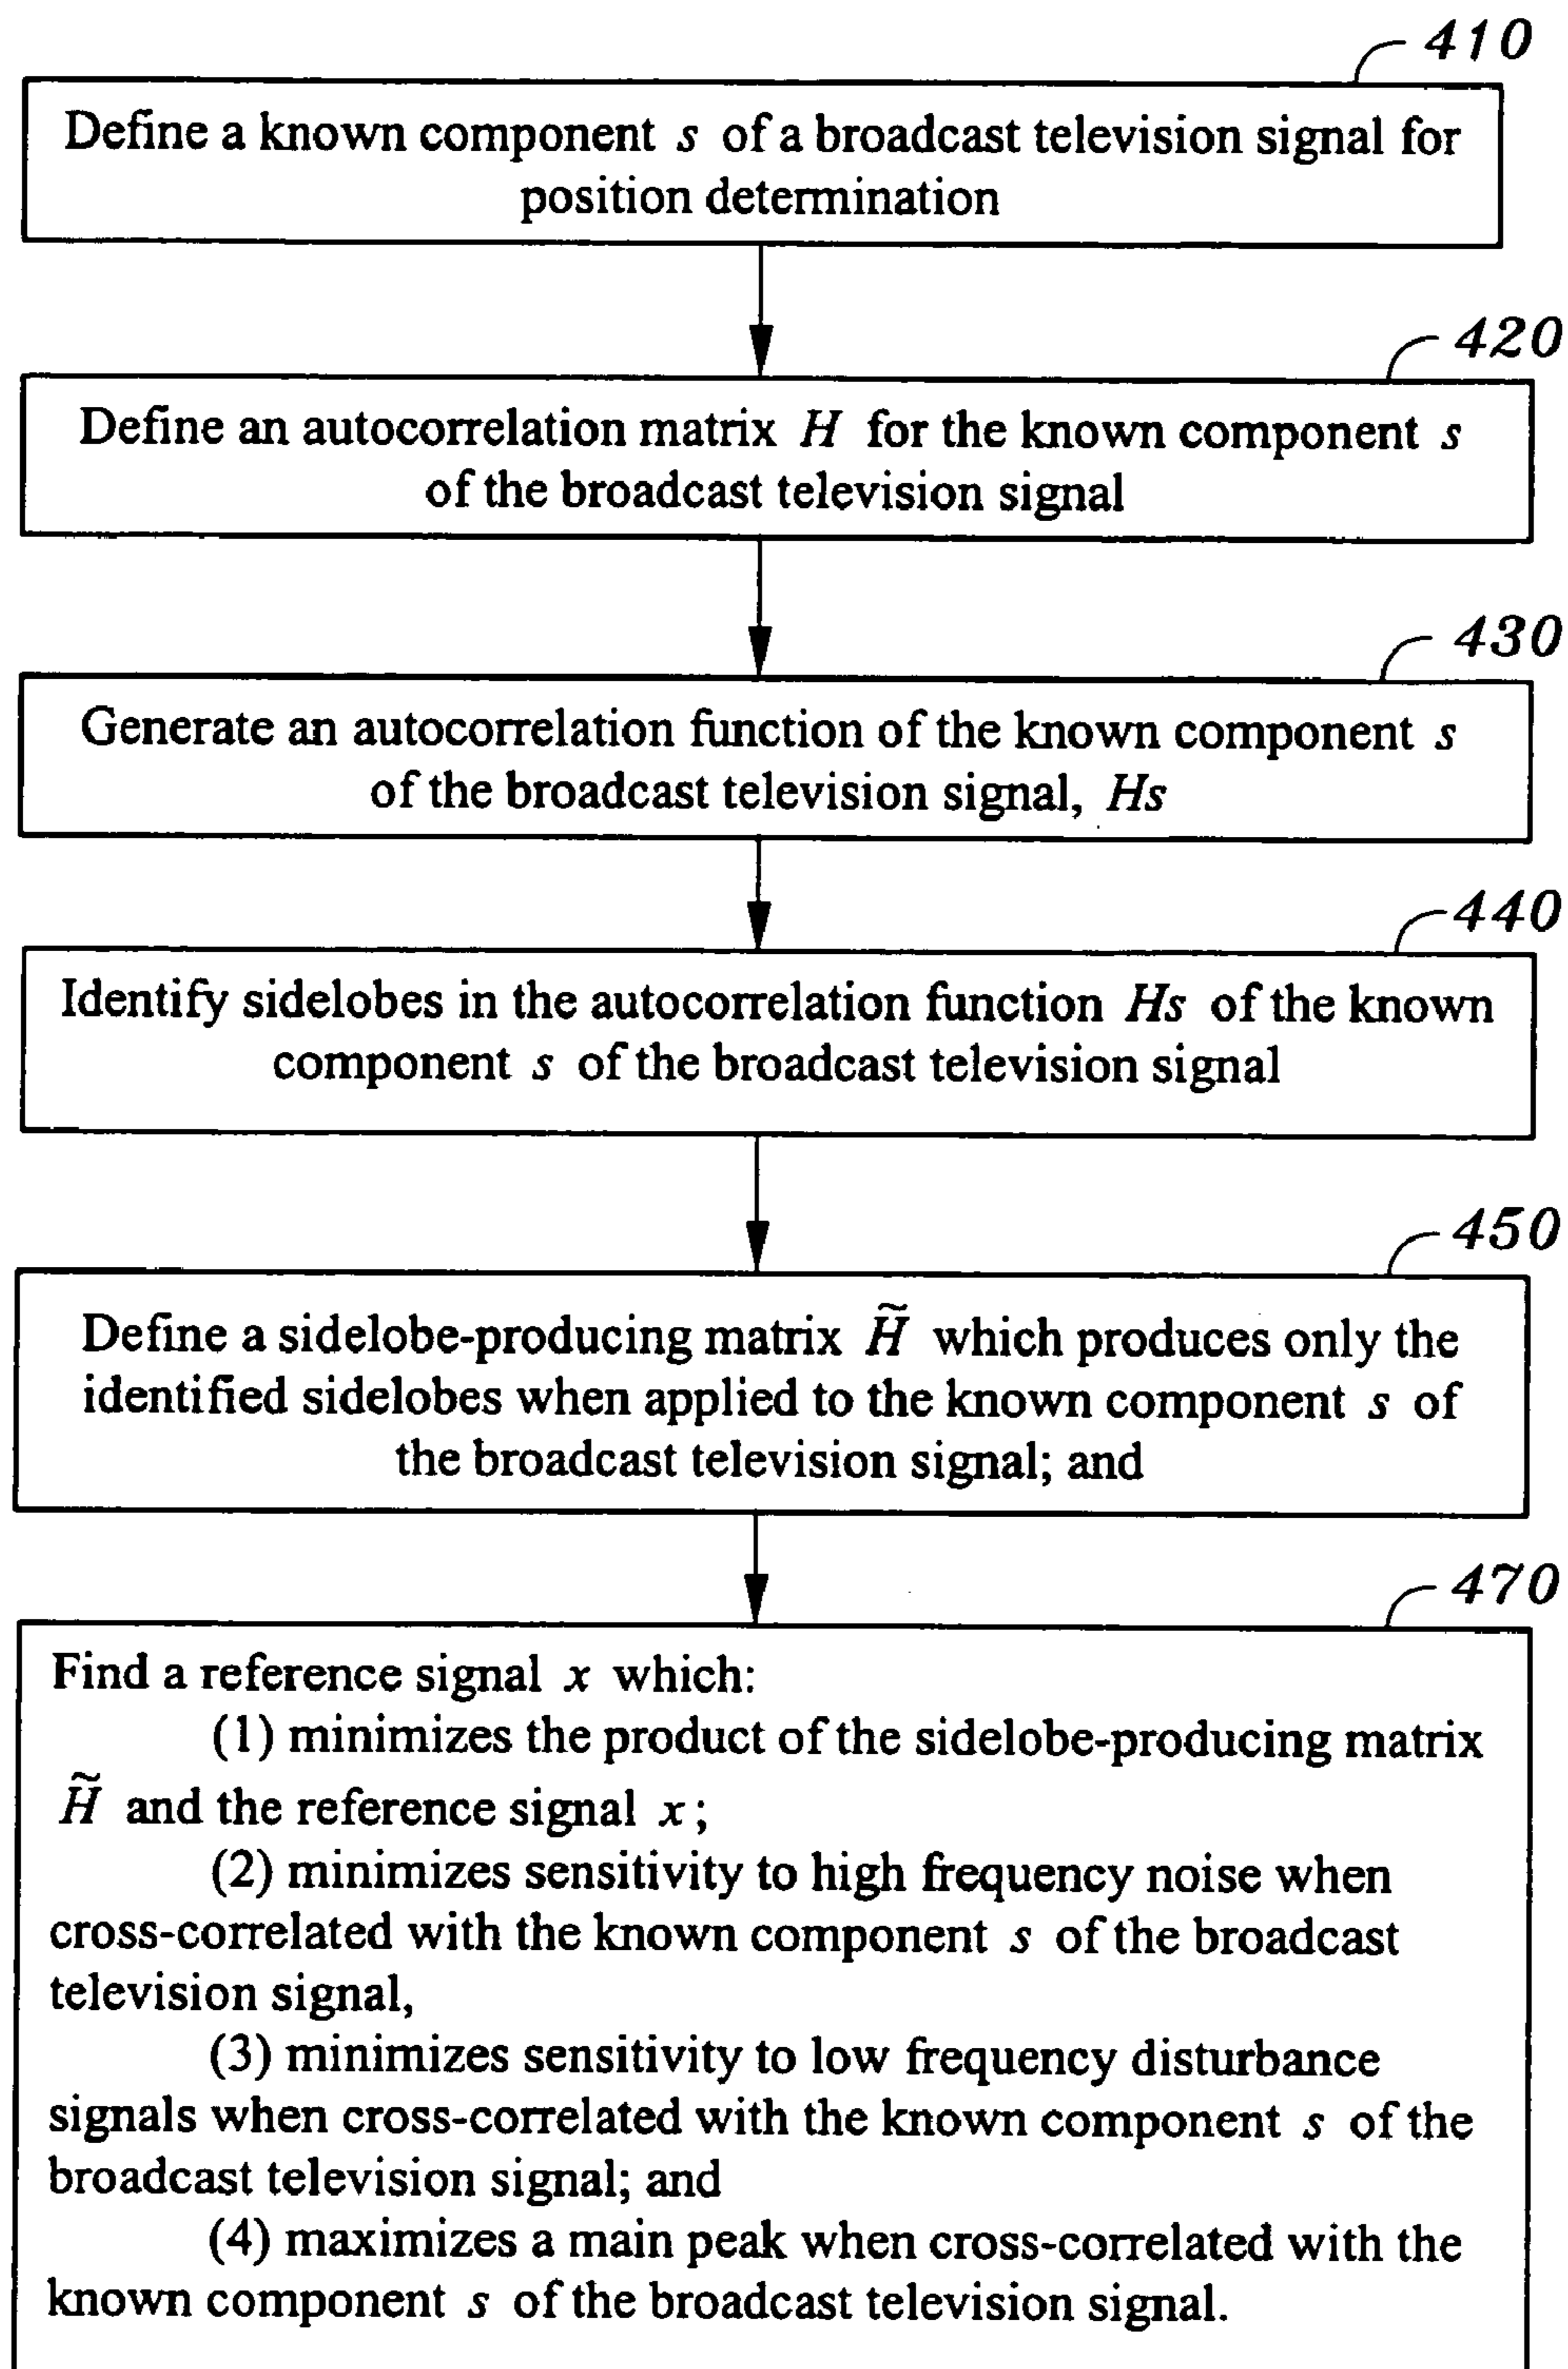 410
Define a known component s of a broadcast television signal for
position determination
420
Define an autocorrelation matrix H for the known component s
of the broadcast television signal
430
Generate an autocorrelation function of the known component s
of the broadcast television signal, Hs
440
Identify sidelobes in the autocorrelation function Hs of the known
component s of the broadcast television signal
450
Define a sidelobe-producing matrix H̃ which produces only the
identified sidelobes when applied to the known component s of
the broadcast television signal; and
470
Find a reference signal x which:
(1) minimizes the product of the sidelobe-producing matrix
H̃ and the reference signal x;
(2) minimizes sensitivity to high frequency noise when
cross-correlated with the known component s of the broadcast
television signal,
(3) minimizes sensitivity to low frequency disturbance
signals when cross-correlated with the known component s of the
broadcast television signal; and
(4) maximizes a main peak when cross-correlated with the
known component s of the broadcast television signal.